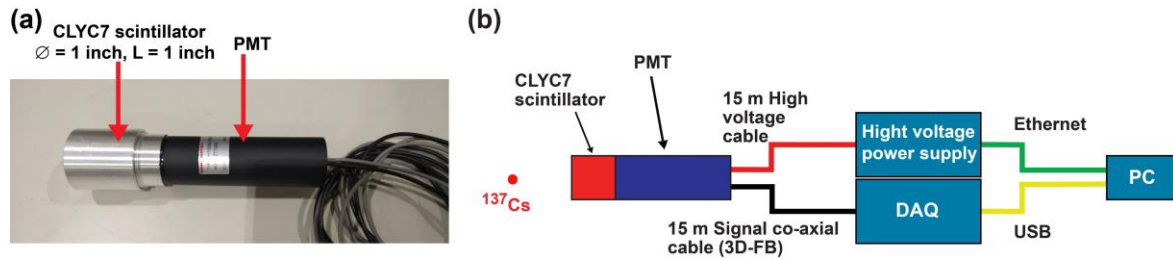 (a)
CLYC7 scintillator
∅ = 1 inch, L = 1 inch
PMT
(b)
CLYC7
scintillator
PMT
15 m High
voltage
cable
Hight voltage
power supply
Ethernet
PC
137Cs
DAQ
15 m Signal co-axial
cable (3D-FB)
USB